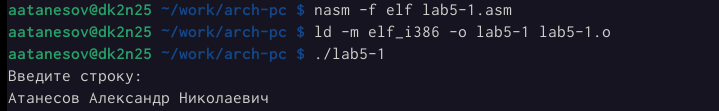 aatanesov@dk2n25 ~/work/arch-pc $ nasm -f elf lab5-1.asm
aatanesov@dk2n25 ~/work/arch-pc $ ld -m elf_i386 -o lab5-1 lab5-1.o
aatanesov@dk2n25 ~/work/arch-pc $ ./lab5-1
Введите строку:
Атанесов Александр Николаевич